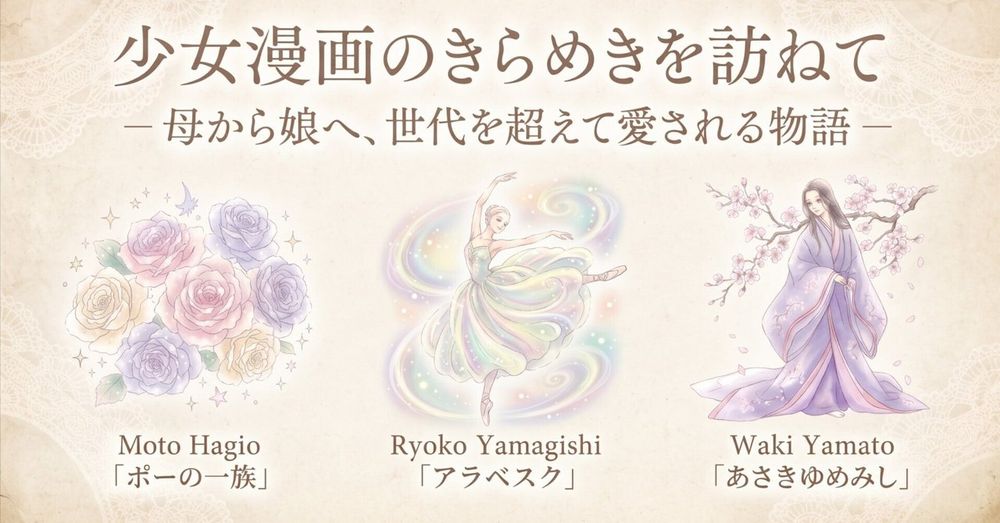 少女漫画のきらめきを訪ねて
― 母から娘へ、世代を超えて愛される物語 ―
Moto Hagio
「ポーの一族」
Ryoko Yamagishi
「アラベスク」
Waki Yamato
「あさきゆめみし」